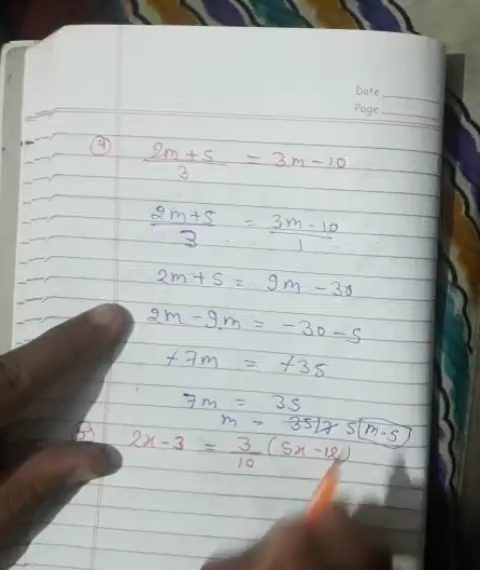 Date
Page
4) (2m+5)/3 = 3m-10
(2m+5)/3 = (3m-10)/1
2m+5 = 9m-30
2m-9m = -30-5
+7m = +35
7m = 35
m = 35/7 5 m=5
5) 2x-3 = 3/10 (5x-12)